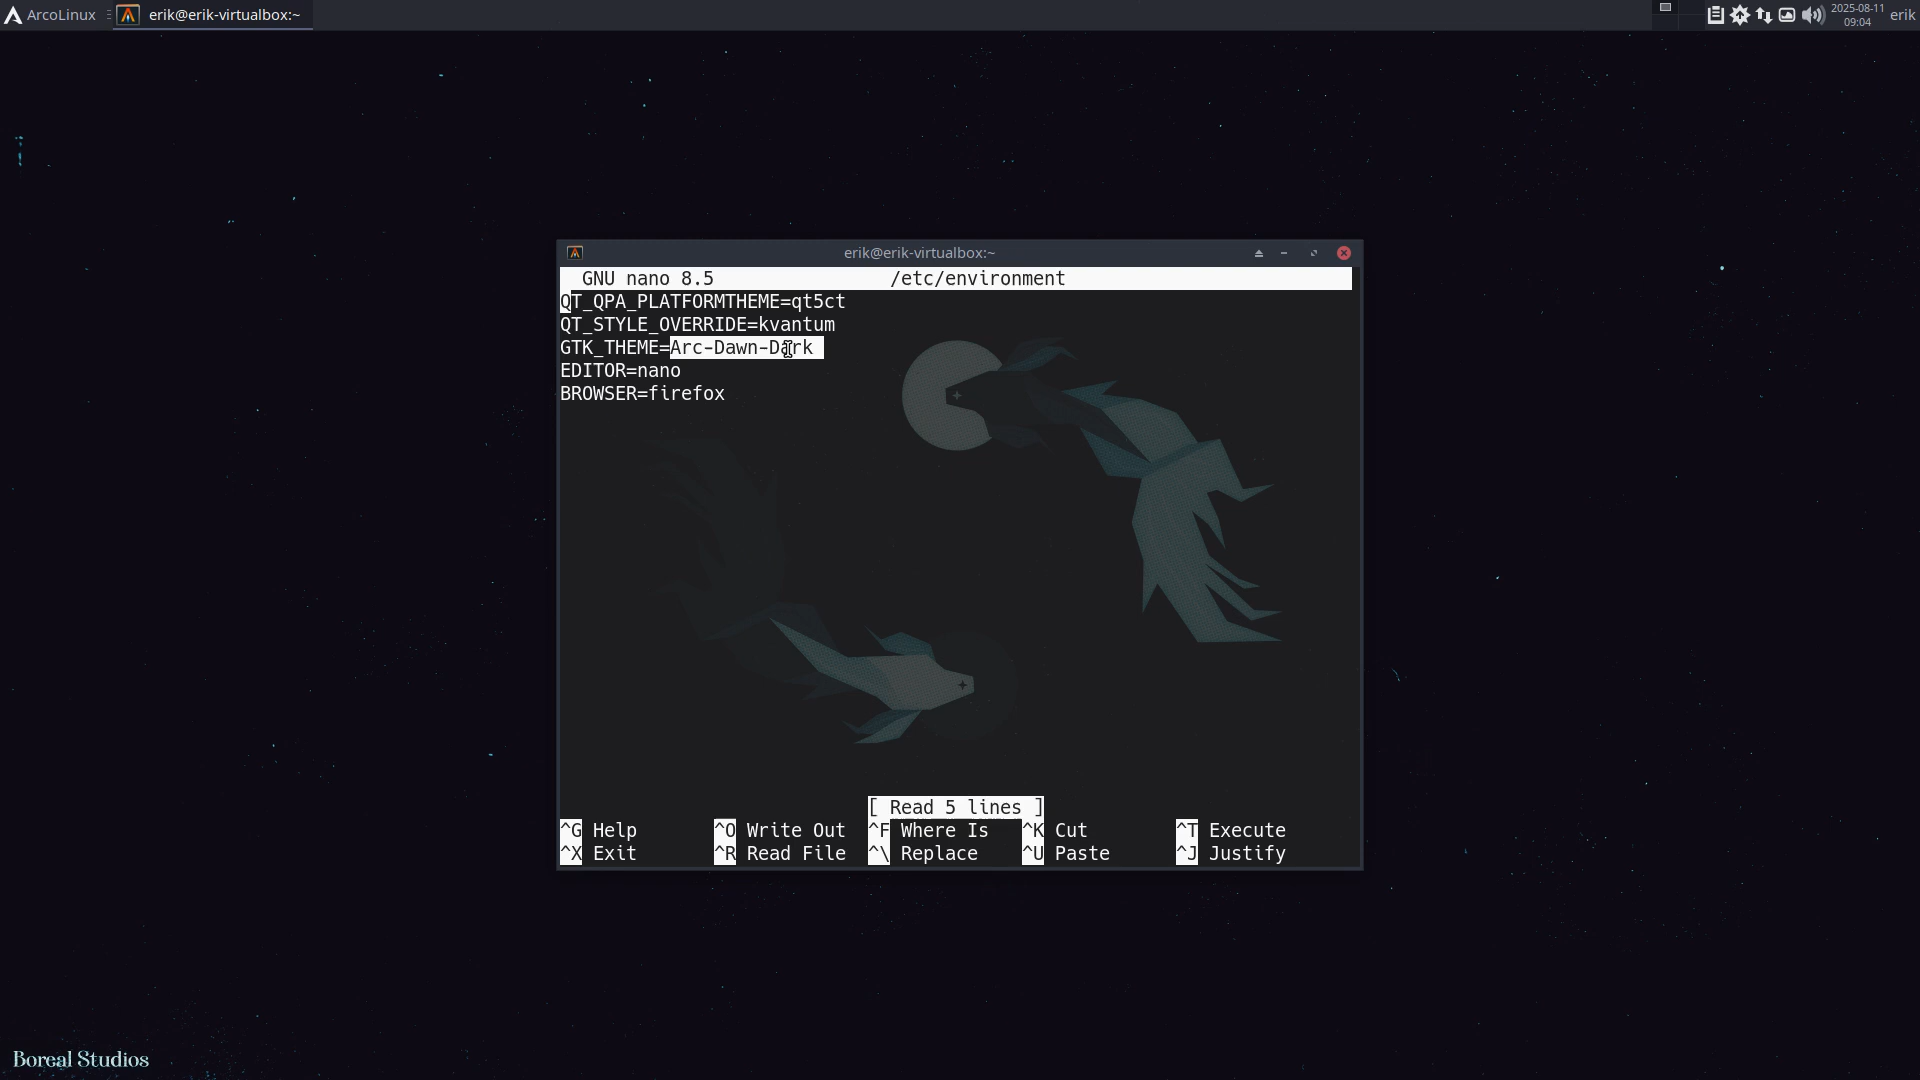 ArcoLinux
erik@erik-virtualbox:~
2025-08-11
09:04
erik
erik@erik-virtualbox:~
GNU nano 8.5 /etc/environment
QT_QPA_PLATFORMTHEME=qt5ct
QT_STYLE_OVERRIDE=kvantum
GTK_THEME=Arc-Dawn-Dark
EDITOR=nano
BROWSER=firefox
[ Read 5 lines ]
^G Help ^O Write Out ^F Where Is ^K Cut ^T Execute
^X Exit ^R Read File ^\ Replace ^U Paste ^J Justify
Boreal Studios